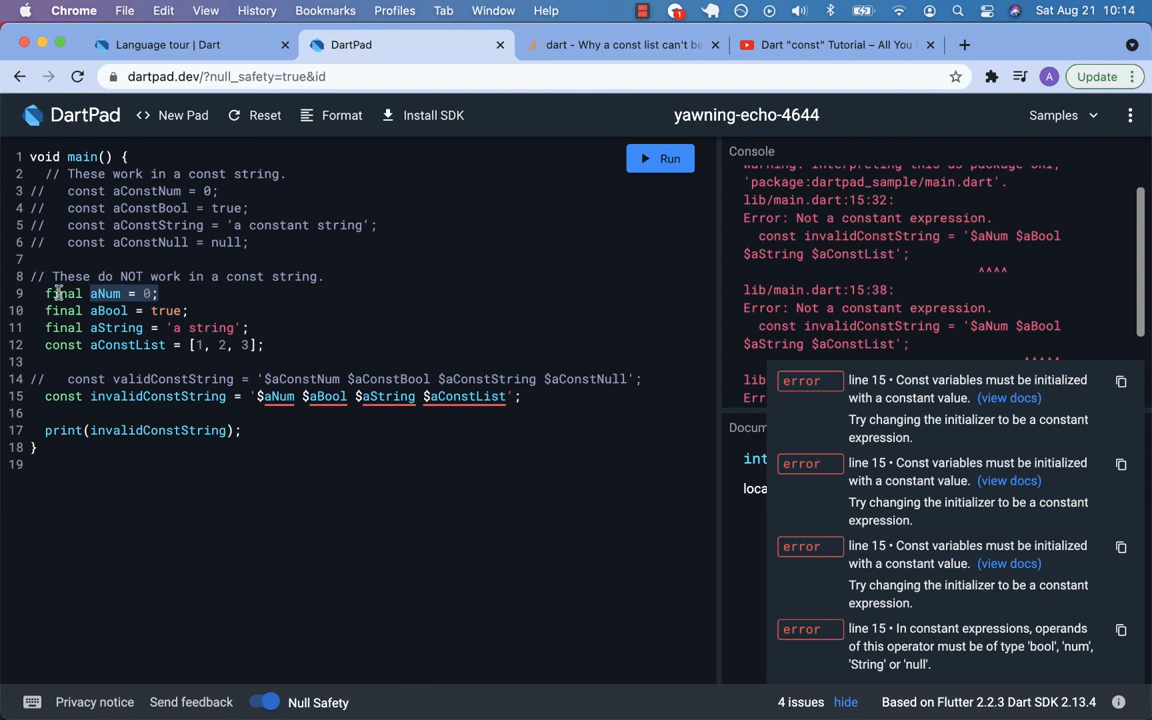 Chrome File Edit View History Bookmarks Profiles Tab Window Help Sat Aug 21 10:14
Language tour | Dart DartPad dart - Why a const list can't be Dart "const" Tutorial – All You
dartpad.dev/?null_safety=true&id A Update
DartPad <> New Pad Reset Format Install SDK yawning-echo-4644 Samples
1 void main() {
2 // These work in a const string.
3 // const aConstNum = 0;
4 // const aConstBool = true;
5 // const aConstString = 'a constant string';
6 // const aConstNull = null;
7
8 // These do NOT work in a const string.
9 final aNum = 0;
10 final aBool = true;
11 final aString = 'a string';
12 const aConstList = [1, 2, 3];
13
14 // const validConstString = '$aConstNum $aConstBool $aConstString $aConstNull';
15 const invalidConstString = '$aNum $aBool $aString $aConstList';
16
17 print(invalidConstString);
18 }
19
Run
Console
'package:dartpad_sample/main.dart'.
lib/main.dart:15:32:
Error: Not a constant expression.
const invalidConstString = '$aNum $aBool
$aString $aConstList';
^^^^
lib/main.dart:15:38:
Error: Not a constant expression.
const invalidConstString = '$aNum $aBool
$aString $aConstList';
^^^^^
lib
Err
Docum
int
loca
error line 15 • Const variables must be initialized
with a constant value. (view docs)
Try changing the initializer to be a constant
expression.
error line 15 • Const variables must be initialized
with a constant value. (view docs)
Try changing the initializer to be a constant
expression.
error line 15 • Const variables must be initialized
with a constant value. (view docs)
Try changing the initializer to be a constant
expression.
error line 15 • In constant expressions, operands
of this operator must be of type 'bool', 'num',
'String' or 'null'.
Privacy notice Send feedback Null Safety 4 issues hide Based on Flutter 2.2.3 Dart SDK 2.13.4